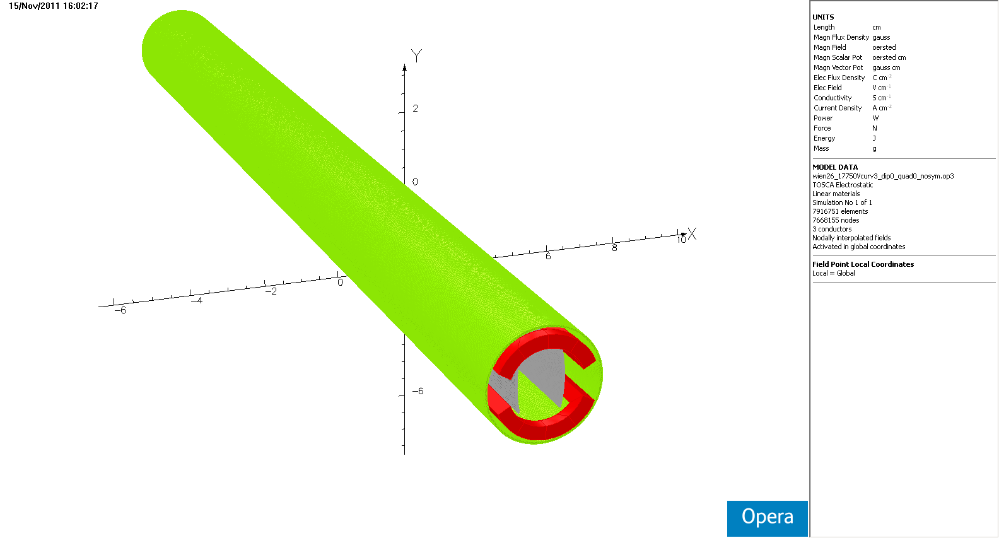 15/Nov/2011 16:02:17
Y
2
0
X
10
8
6
0
−2
−4
−6
−6
Opera
UNITS
Length cm
Magn Flux Density gauss
Magn Field oersted
Magn Scalar Pot oersted cm
Magn Vector Pot gauss cm
Elec Flux Density C cm-2
Elec Field V cm-1
Conductivity S cm-1
Current Density A cm-2
Power W
Force N
Energy J
Mass g
MODEL DATA
wien26_17750Vcurv3_dip0_quad0_nosym.op3
TOSCA Electrostatic
Linear materials
Simulation No 1 of 1
7916751 elements
7668155 nodes
3 conductors
Nodally interpolated fields
Activated in global coordinates
Field Point Local Coordinates
Local = Global